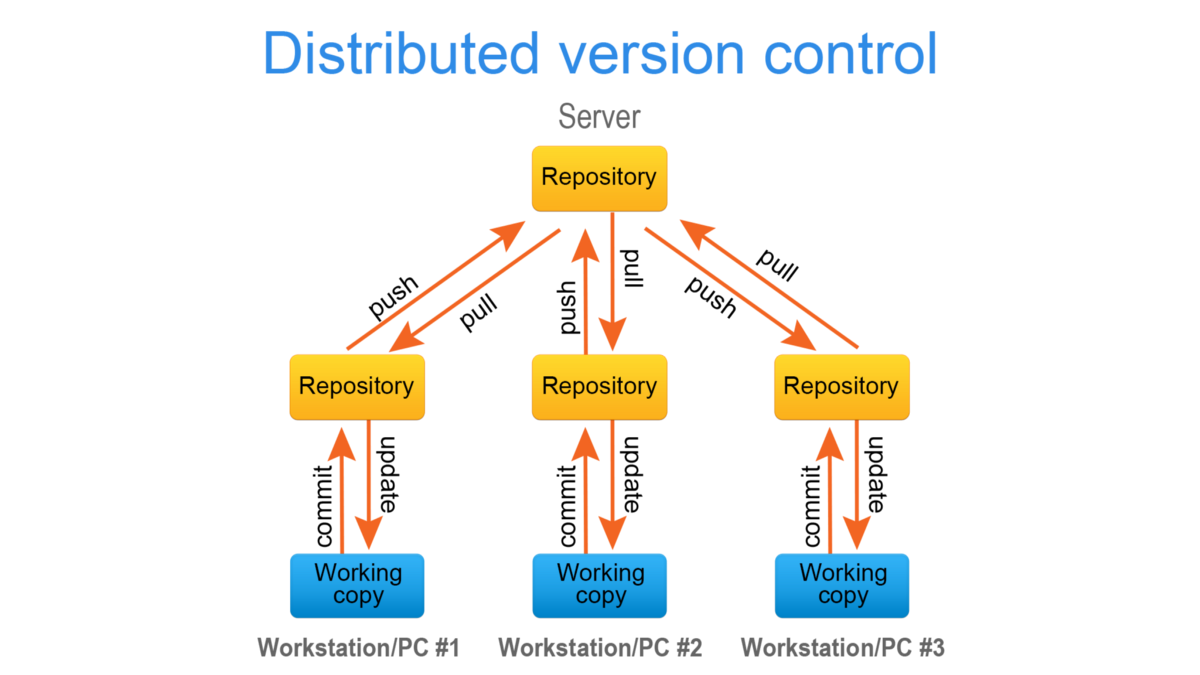 Distributed version control
Server
Repository
push
pull
push
pull
push
pull
Repository
Repository
Repository
commit
update
commit
update
commit
update
Working
copy
Working
copy
Working
copy
Workstation/PC #1
Workstation/PC #2
Workstation/PC #3